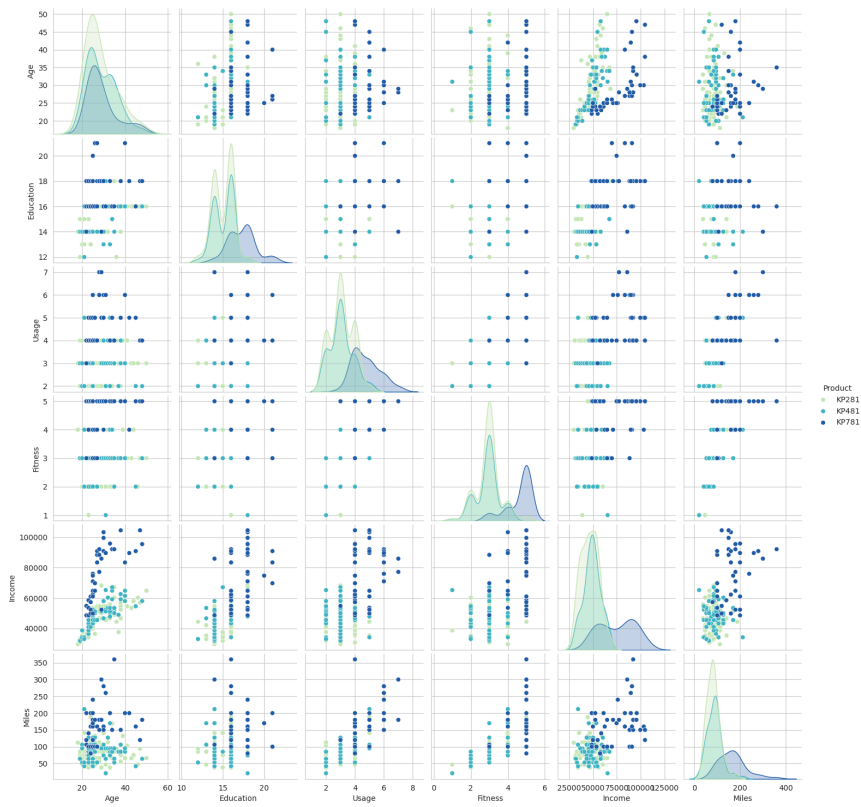 50
45
40
35
30
25
20
Age
20
18
16
14
12
Education
7
6
5
4
3
2
Usage
5
4
3
2
1
Fitness
Product
KP281
KP481
KP781
100000
80000
60000
40000
Income
350
300
250
200
150
100
50
Miles
20 40 60
Age
10 15 20
Education
2 4 6 8
Usage
2 4 6
Fitness
25000 50000 75000 100000 125000
Income
0 200 400
Miles